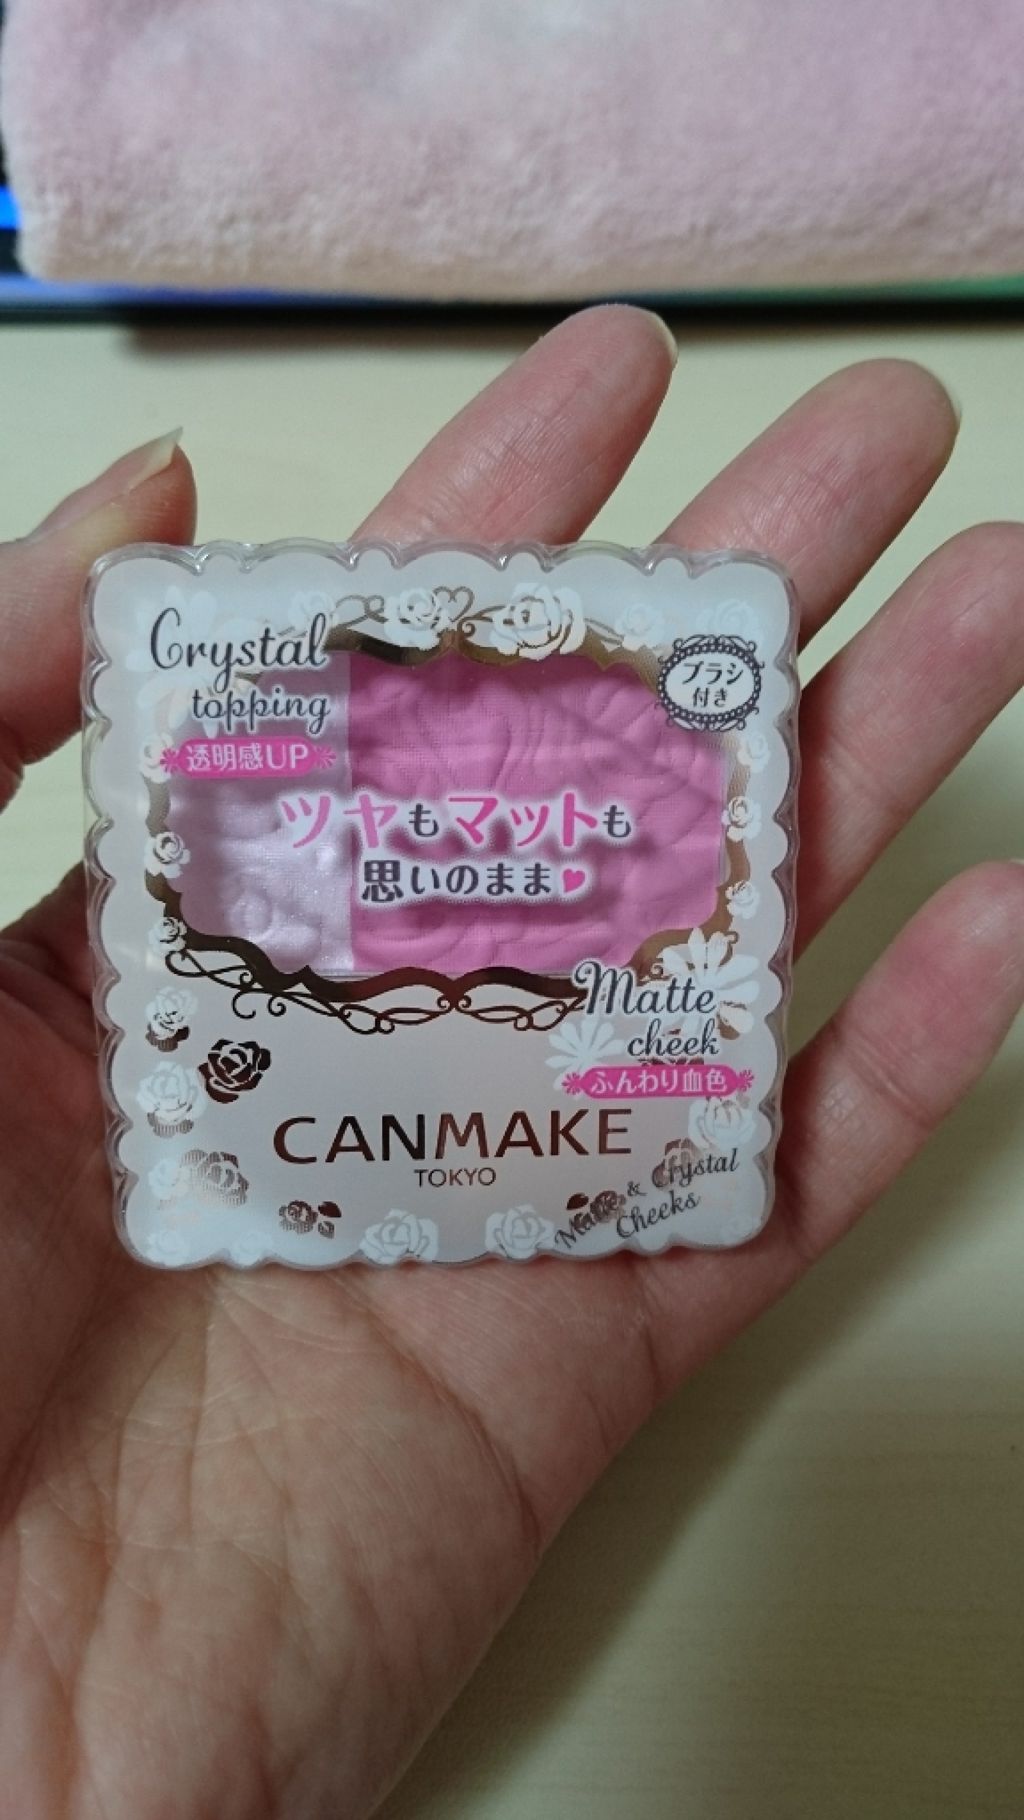 Crystal
topping
透明感UP
ブラシ
付き
ツヤもマットも
思いのまま♥
Matte
cheek
ふんわり血色
CANMAKE
TOKYO
Matte & Crystal
Cheeks